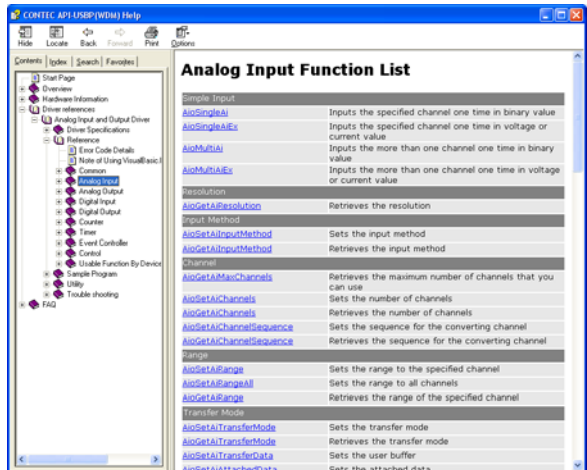 CONTEC API-USBP(WDM) Help
Hide Locate Back Forward Print Options
Contents Index Search Favorites
Start Page
Overview
Hardware Information
Driver references
Analog Input and Output Driver
Driver Specifications
Reference
Error Code Details
Note of Using VisualBasic.
Common
Analog Input
Analog Output
Digital Input
Digital Output
Counter
Timer
Event Controller
Control
Usable Function By Device
Sample Program
Utility
Trouble shooting
FAQ
Analog Input Function List
Simple Input
AioSingleAi Inputs the specified channel one time in binary value
AioSingleAiEx Inputs the specified channel one time in voltage or
current value
AioMultiAi Inputs the more than one channel one time in binary
value
AioMultiAiEx Inputs the more than one channel one time in voltage
or current value
Resolution
AioGetAiResolution Retrieves the resolution
Input Method
AioSetAiInputMethod Sets the input method
AioGetAiInputMethod Retrieves the input method
Channel
AioGetAiMaxChannels Retrieves the maximum number of channels that you
can use
AioSetAiChannels Sets the number of channels
AioGetAiChannels Retrieves the number of channels
AioSetAiChannelSequence Sets the sequence for the converting channel
AioGetAiChannelSequence Retrieves the sequence for the converting channel
Range
AioSetAiRange Sets the range to the specified channel
AioSetAiRangeAll Sets the range to all channels
AioGetAiRange Retrieves the range of the specified channel
Transfer Mode
AioSetAiTransferMode Sets the transfer mode
AioGetAiTransferMode Retrieves the transfer mode
AioSetAiTransferData Sets the user buffer
AioSetAiAttachedData Sets the attached data